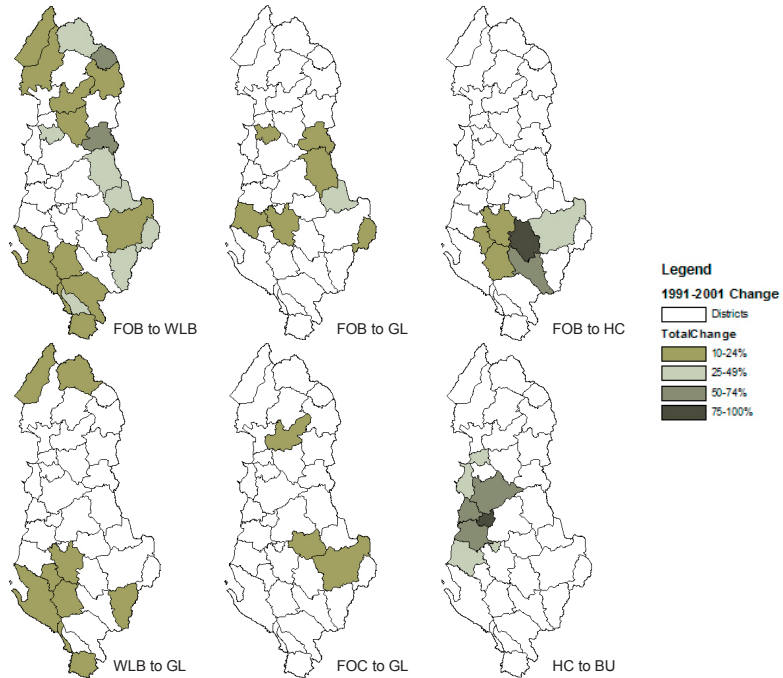 FOB to WLB
FOB to GL
FOB to HC
Legend
1991-2001 Change
Districts
TotalChange
10-24%
25-49%
50-74%
75-100%
WLB to GL
FOC to GL
HC to BU